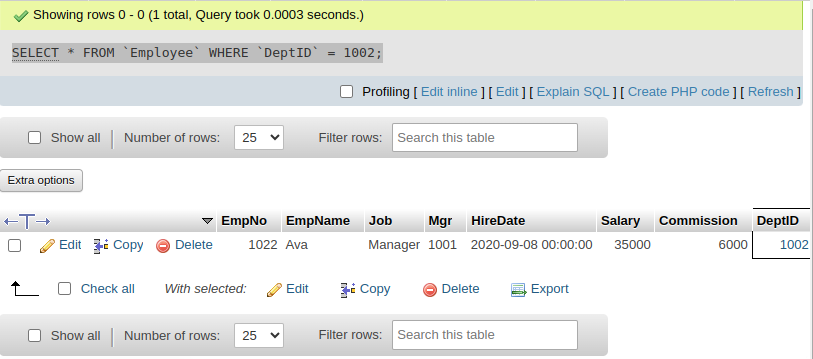 Showing rows 0 - 0 (1 total, Query took 0.0003 seconds.)
SELECT * FROM `Employee` WHERE `DeptID` = 1002;
Profiling [ Edit inline ] [ Edit ] [ Explain SQL ] [ Create PHP code ] [ Refresh ]
Show all Number of rows: 25 Filter rows: Search this table
Extra options
EmpNo EmpName Job Mgr HireDate Salary Commission DeptID
Edit Copy Delete 1022 Ava Manager 1001 2020-09-08 00:00:00 35000 6000 1002
Check all With selected: Edit Copy Delete Export
Show all Number of rows: 25 Filter rows: Search this table